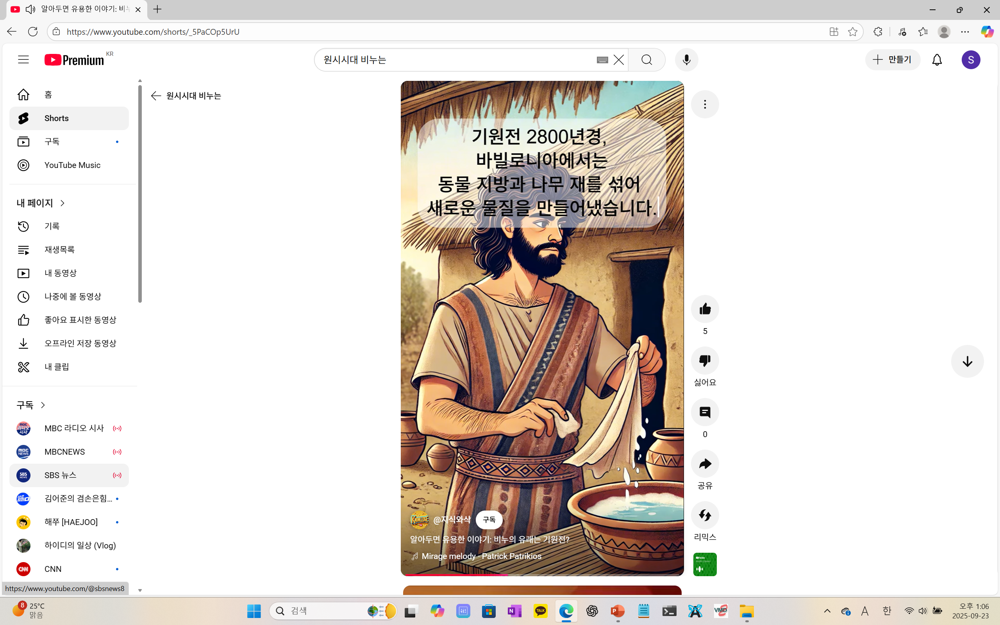 알아두면 유용한 이야기: 비누
https://www.youtube.com/shorts/_5PaCOp5UrU
Premium KR
원시시대 비누는
만들기
S
홈
Shorts
구독
YouTube Music
내 페이지
기록
재생목록
내 동영상
나중에 볼 동영상
좋아요 표시한 동영상
오프라인 저장 동영상
내 클립
구독
MBC 라디오 시사
MBCNEWS
SBS 뉴스
김어준의 겸손은힘...
해쭈 [HAEJOO]
하이디의 일상 (Vlog)
CNN
https://www.youtube.com/@sbsnews8
원시시대 비누는
기원전 2800년경,
바빌로니아에서는
동물 지방과 나무 재를 섞어
새로운 물질을 만들어냈습니다.
@지식와삭 구독
알아두면 유용한 이야기: 비누의 유래는 기원전?
Mirage melody · Patrick Patrikios
5
싫어요
0
공유
리믹스
8
25°C
맑음
검색
TALK
VMD
A
한
오후 1:06
2025-09-23